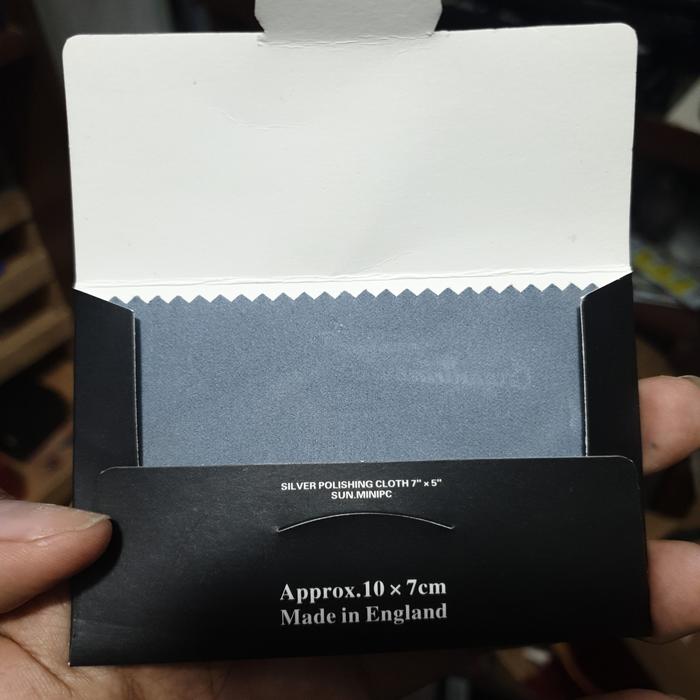 SILVER POLISHING CLOTH 7" × 5"
SUN.MINIPC
Approx.10 × 7cm
Made in England